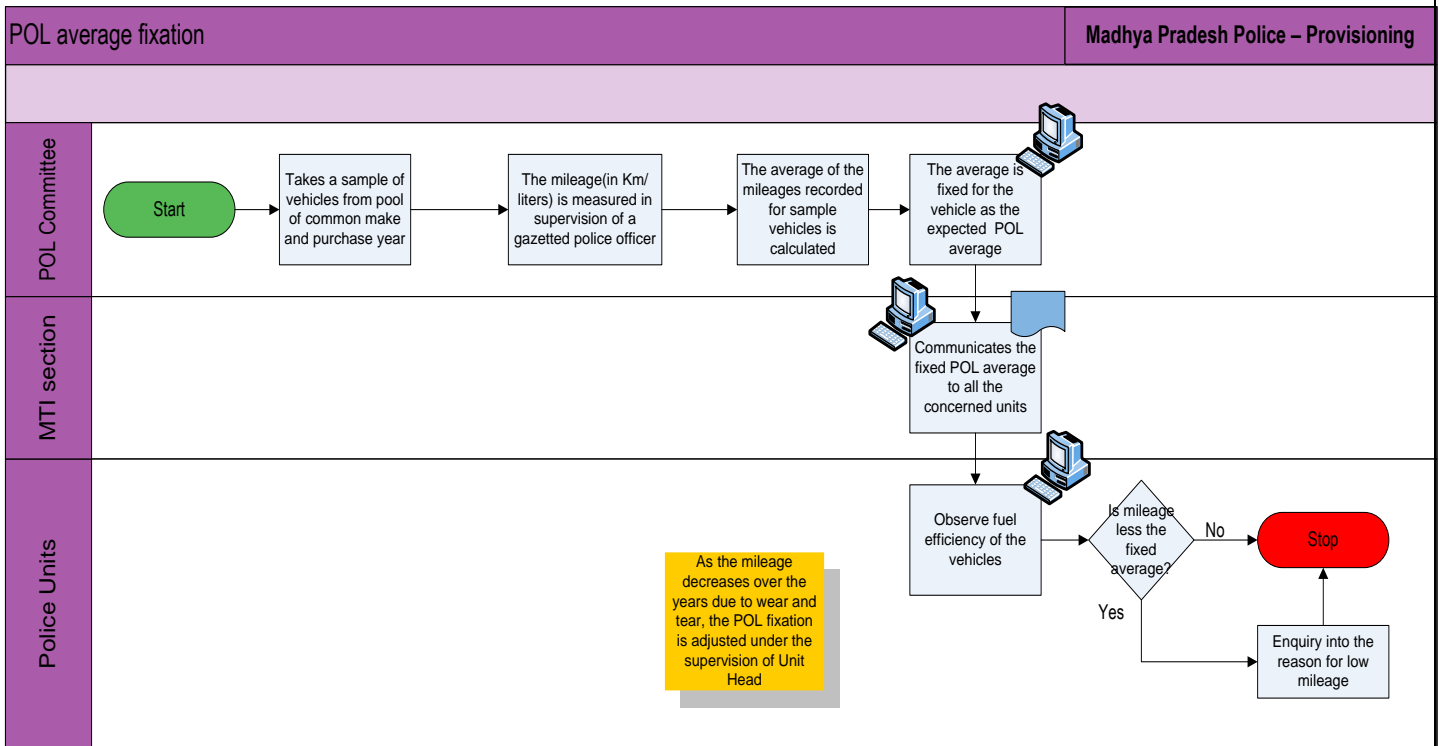 POL average fixation
Madhya Pradesh Police – Provisioning
POL Committee
Start
Takes a sample of
vehicles from pool
of common make
and purchase year
The mileage(in Km/
liters) is measured in
supervision of a
gazetted police officer
The average of the
mileages recorded
for sample
vehicles is
calculated
The average is
fixed for the
vehicle as the
expected POL
average
MTI section
Communicates the
fixed POL average
to all the
concerned units
Police Units
As the mileage
decreases over the
years due to wear and
tear, the POL fixation
is adjusted under the
supervision of Unit
Head
Observe fuel
efficiency of the
vehicles
Is mileage
less the
fixed
average?
No
Stop
Yes
Enquiry into the
reason for low
mileage